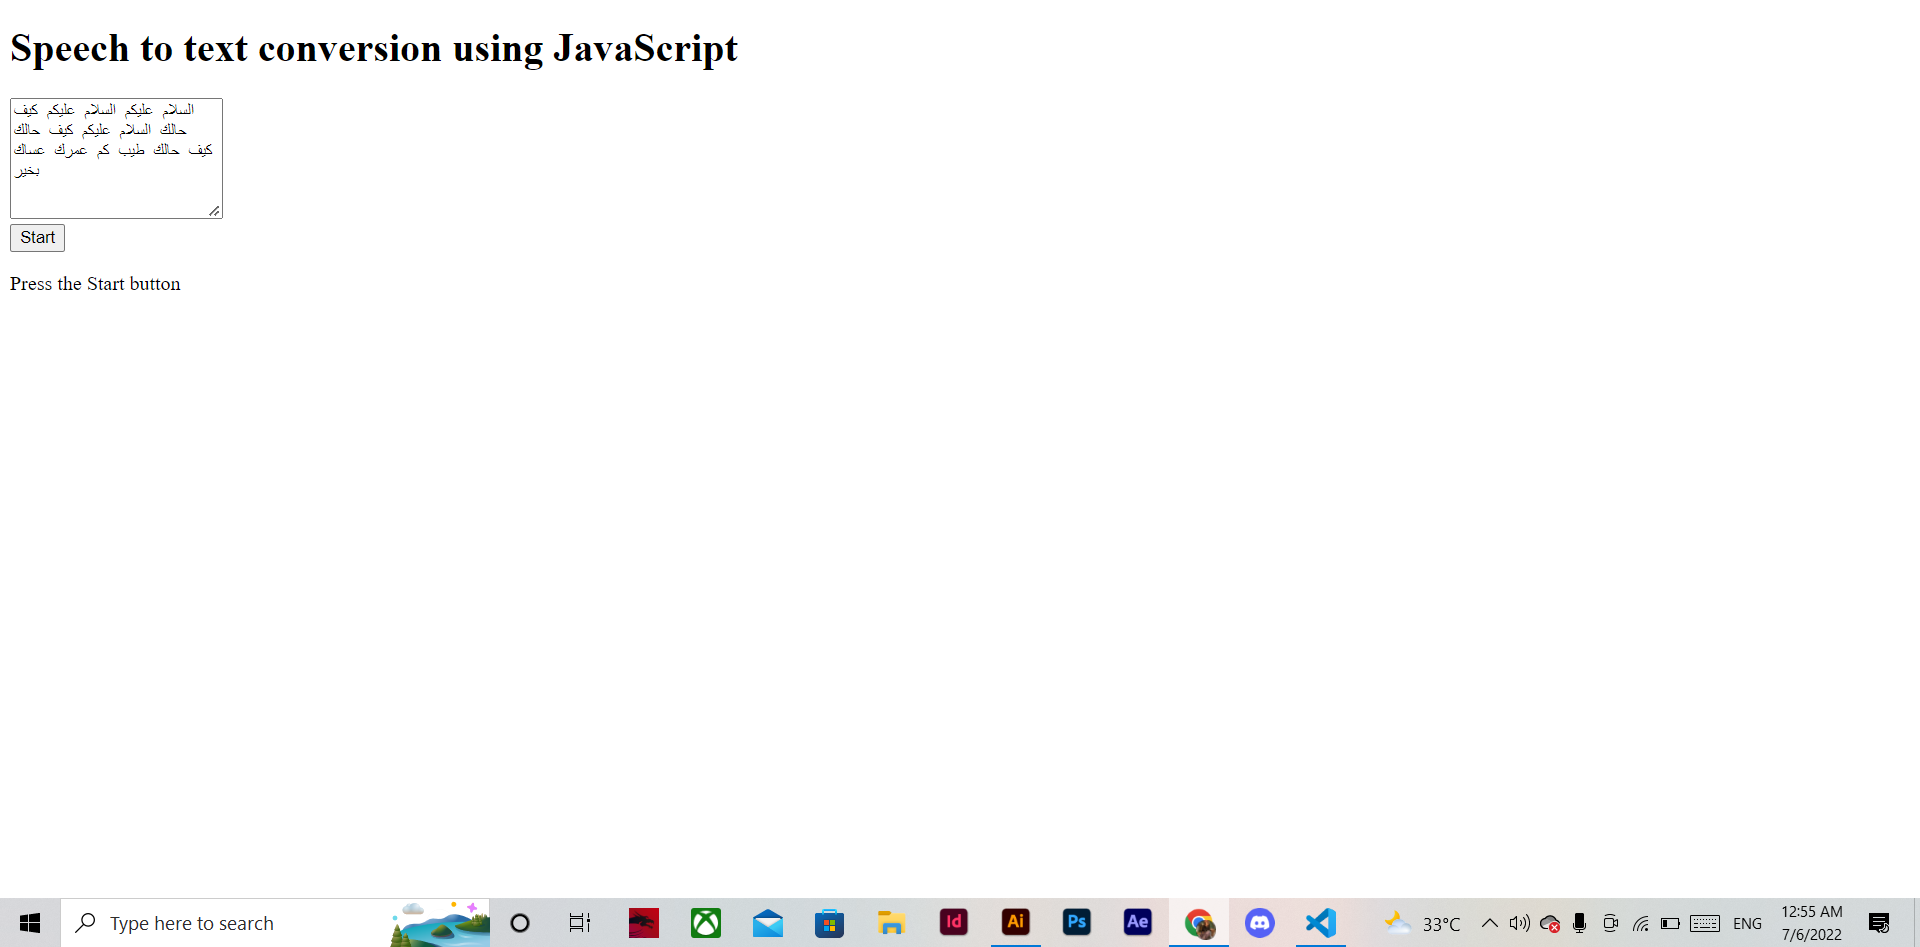 Speech to text conversion using JavaScript
السلام عليكم السلام عليكم كيف
حالك السلام عليكم كيف حالك
كيف حالك طيب كم عمرك عساك
بخير
Start
Press the Start button
Type here to search
Id
Ai
Ps
Ae
33°C
ENG
12:55 AM
7/6/2022